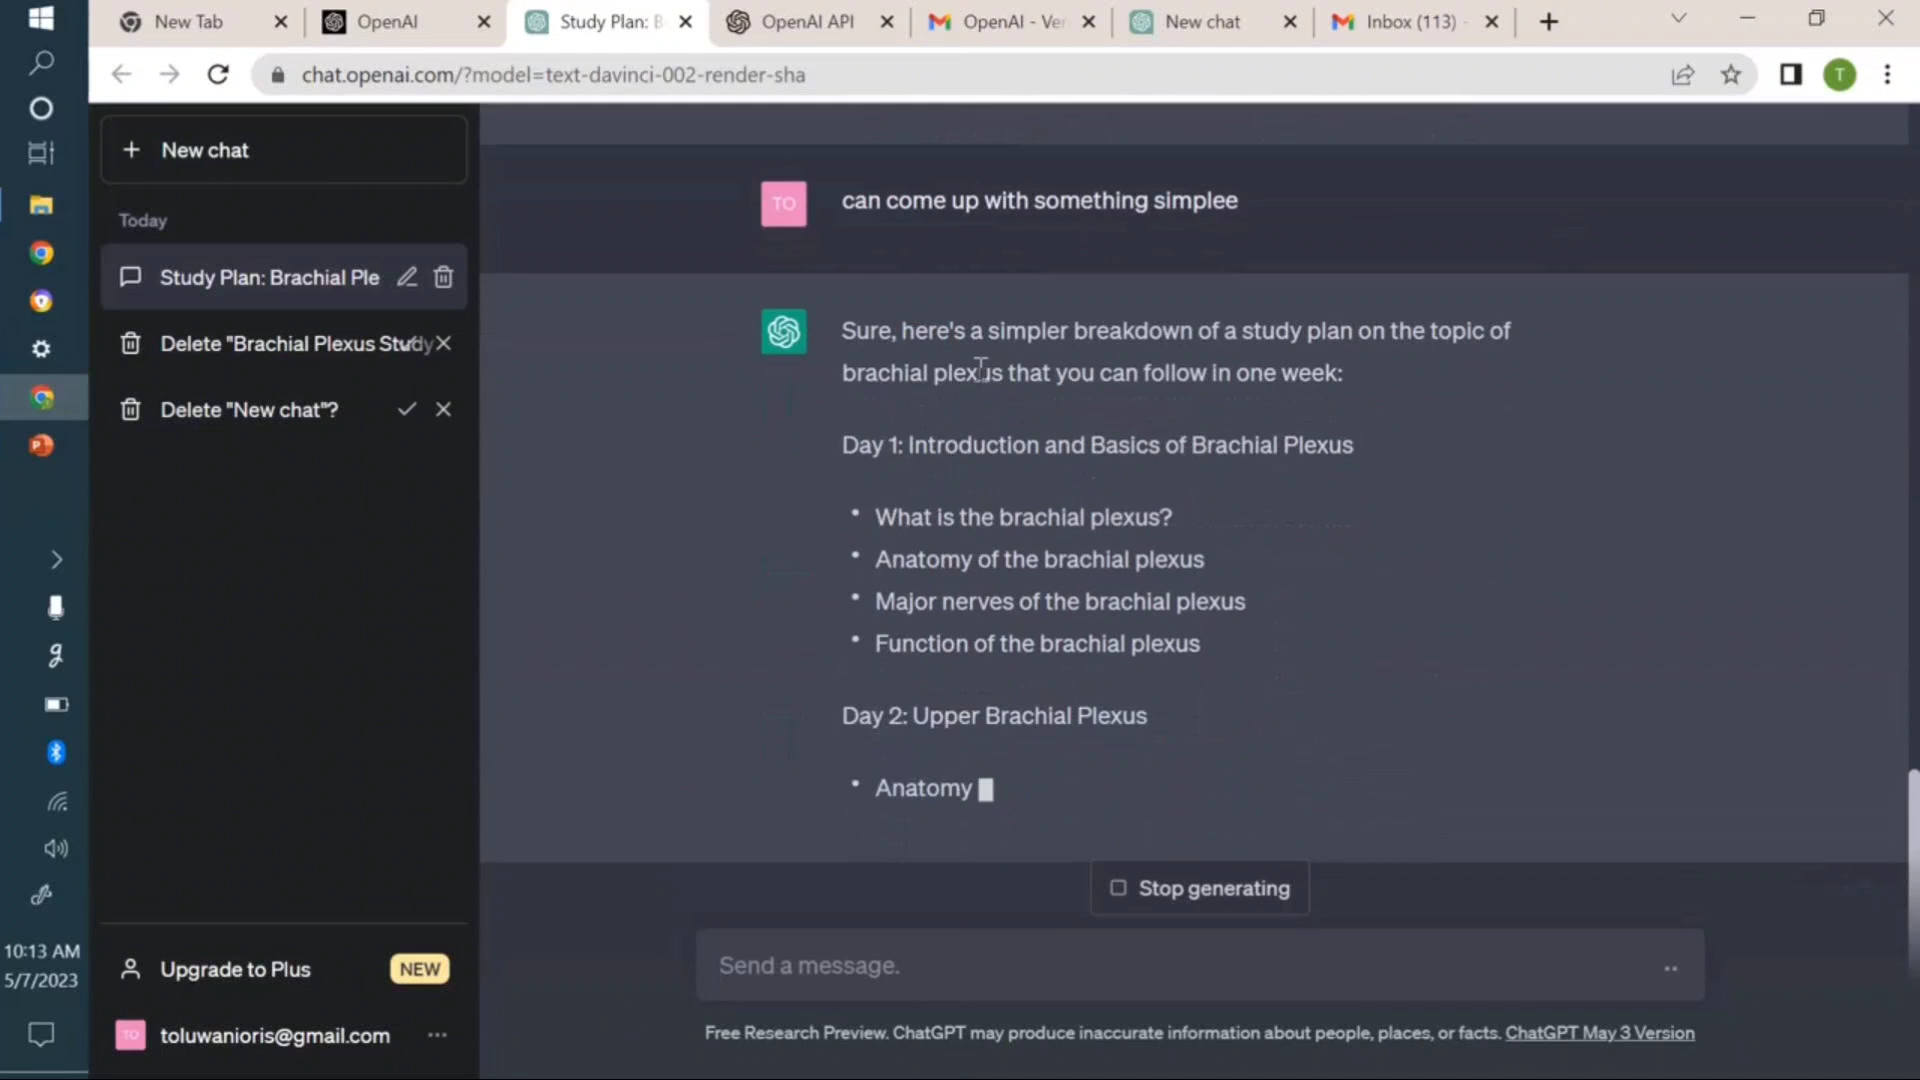 New Tab
OpenAI
Study Plan: B
OpenAI API
OpenAI - Ver
New chat
Inbox (113) -
chat.openai.com/?model=text-davinci-002-render-sha
T
+ New chat
Today
Study Plan: Brachial Ple
Delete "Brachial Plexus Study
Delete "New chat"?
TO
can come up with something simplee
Sure, here's a simpler breakdown of a study plan on the topic of
brachial plexus that you can follow in one week:
Day 1: Introduction and Basics of Brachial Plexus
• What is the brachial plexus?
• Anatomy of the brachial plexus
• Major nerves of the brachial plexus
• Function of the brachial plexus
Day 2: Upper Brachial Plexus
• Anatomy
Stop generating
Send a message.
Free Research Preview. ChatGPT may produce inaccurate information about people, places, or facts. ChatGPT May 3 Version
Upgrade to Plus
NEW
TO
toluwanioris@gmail.com
10:13 AM
5/7/2023